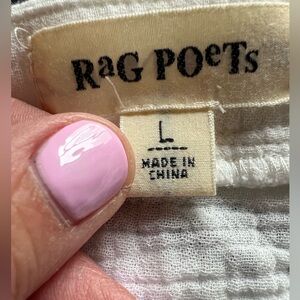 RaG POeTs
L
MADE IN
CHINA